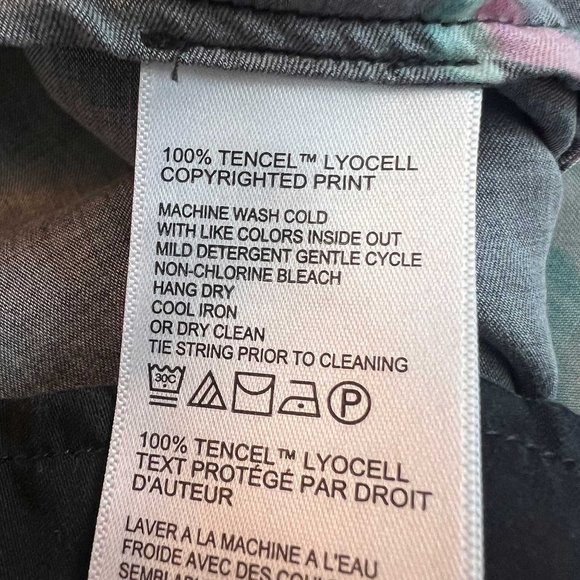 100% TENCEL™ LYOCELL
COPYRIGHTED PRINT
MACHINE WASH COLD
WITH LIKE COLORS INSIDE OUT
MILD DETERGENT GENTLE CYCLE
NON-CHLORINE BLEACH
HANG DRY
COOL IRON
OR DRY CLEAN
TIE STRING PRIOR TO CLEANING
30C P
100% TENCEL™ LYOCELL
TEXT PROTÉGÉ PAR DROIT
D'AUTEUR
LAVER A LA MACHINE A L'EAU
FROIDE AVEC DES COULEURS